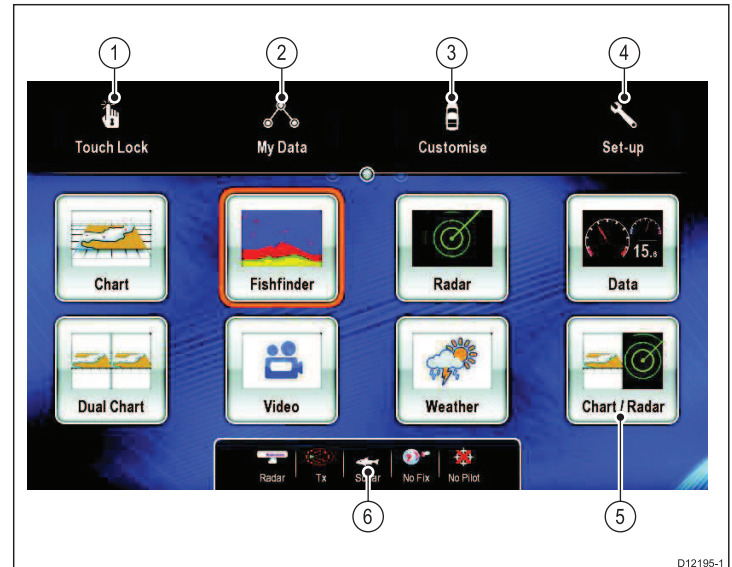 1 2 3 4
Touch Lock My Data Customise Set-up
15.8
Chart Fishfinder Radar Data
Dual Chart Video Weather Chart / Radar
Radar Tx Sonar No Fix No Pilot
6 5
D12195-1